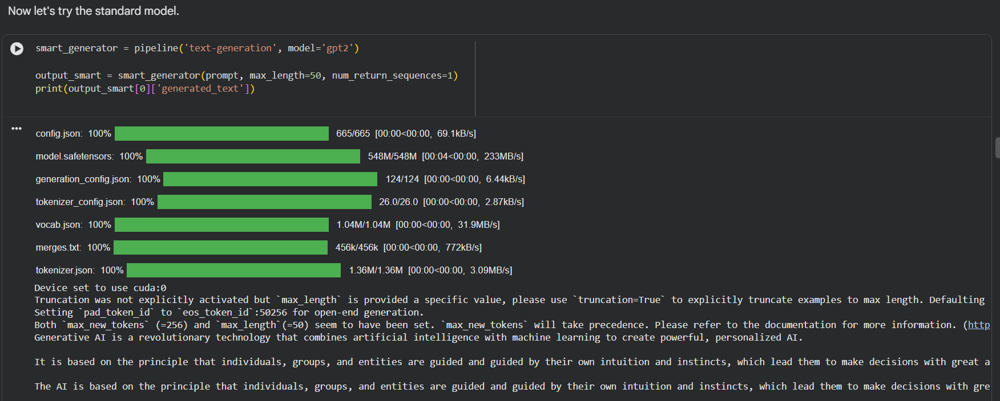 Now let's try the standard model.
smart_generator = pipeline('text-generation', model='gpt2')
output_smart = smart_generator(prompt, max_length=50, num_return_sequences=1)
print(output_smart[0]['generated_text'])
config.json: 100% 665/665 [00:00<00:00, 69.1kB/s]
model.safetensors: 100% 548M/548M [00:04<00:00, 233MB/s]
generation_config.json: 100% 124/124 [00:00<00:00, 6.44kB/s]
tokenizer_config.json: 100% 26.0/26.0 [00:00<00:00, 2.87kB/s]
vocab.json: 100% 1.04M/1.04M [00:00<00:00, 31.9MB/s]
merges.txt: 100% 456k/456k [00:00<00:00, 772kB/s]
tokenizer.json: 100% 1.36M/1.36M [00:00<00:00, 3.09MB/s]
Device set to use cuda:0
Truncation was not explicitly activated but `max_length` is provided a specific value, please use `truncation=True` to explicitly truncate examples to max length. Defaulting
Setting `pad_token_id` to `eos_token_id`:50256 for open-end generation.
Both `max_new_tokens` (=256) and `max_length`(=50) seem to have been set. `max_new_tokens` will take precedence. Please refer to the documentation for more information. (http
Generative AI is a revolutionary technology that combines artificial intelligence with machine learning to create powerful, personalized AI.
It is based on the principle that individuals, groups, and entities are guided and guided by their own intuition and instincts, which lead them to make decisions with great a
The AI is based on the principle that individuals, groups, and entities are guided and guided by their own intuition and instincts, which lead them to make decisions with gre